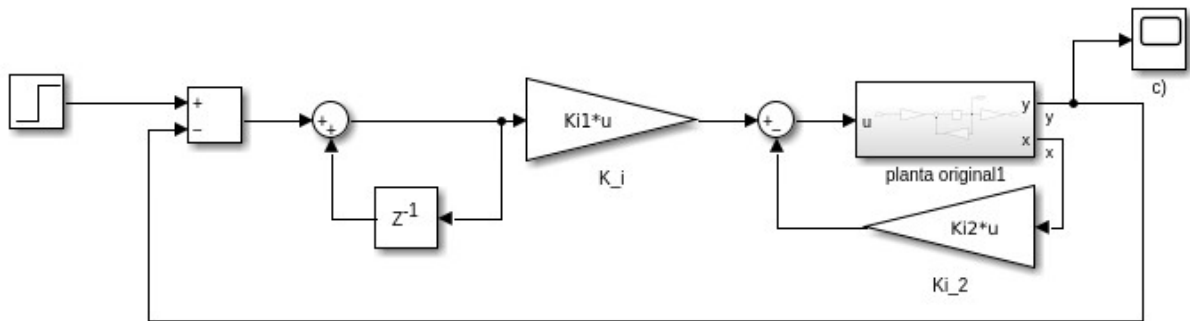 c)
+
−
+
+
Ki1*u
K_i
+
−
u
y
x
y
x
planta original1
Z-1
Ki2*u
Ki_2